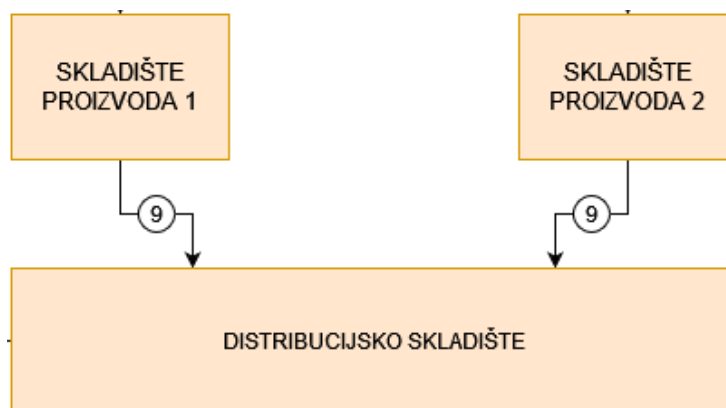 SKLADIŠTE
PROIZVODA 1
SKLADIŠTE
PROIZVODA 2
9
9
DISTRIBUCIJSKO SKLADIŠTE